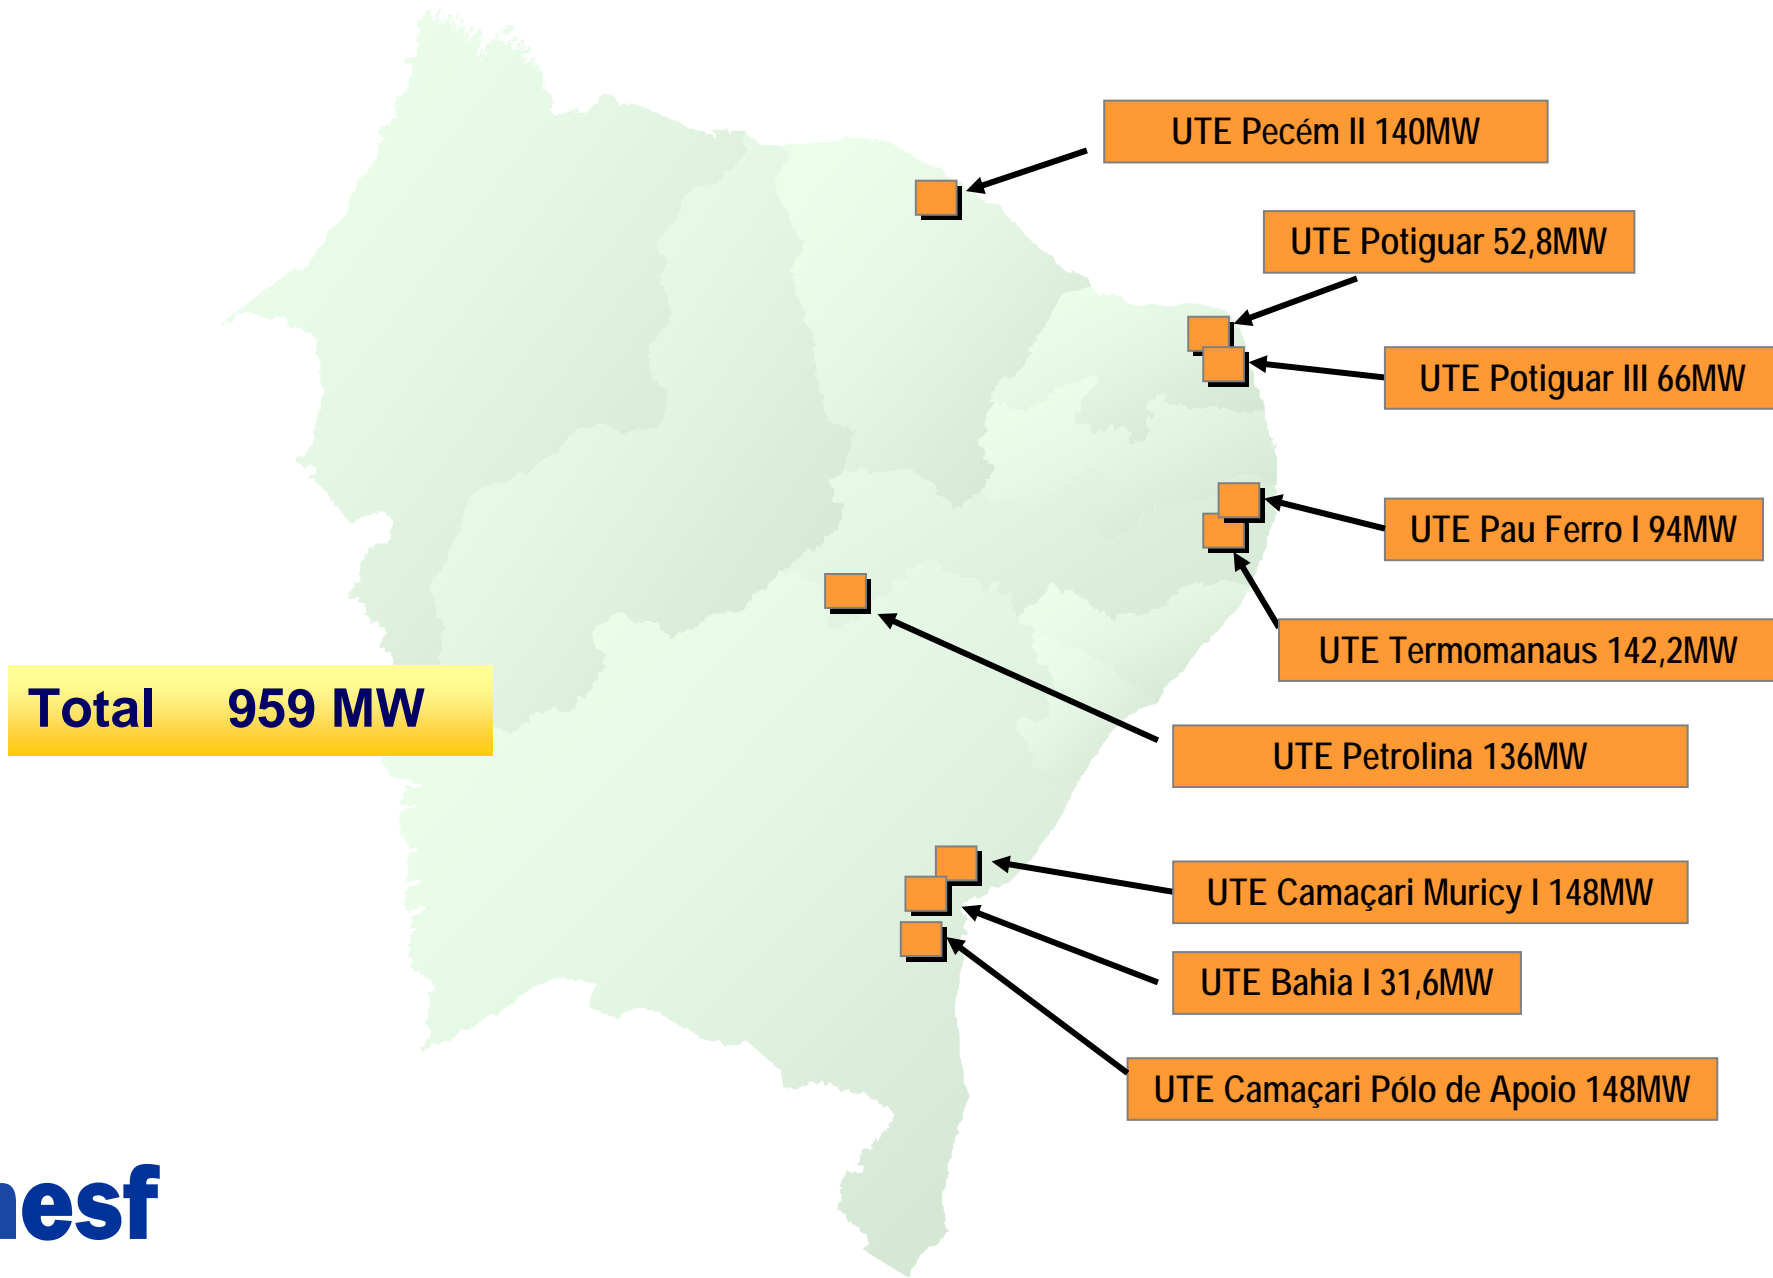 UTE Pecém II 140MW
UTE Potiguar 52,8MW
UTE Potiguar III 66MW
UTE Pau Ferro I 94MW
UTE Termomanaus 142,2MW
Total 959 MW
UTE Petrolina 136MW
UTE Camaçari Muricy I 148MW
UTE Bahia I 31,6MW
UTE Camaçari Pólo de Apoio 148MW
esf